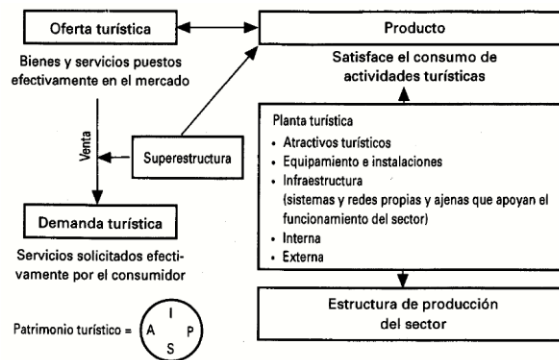 Oferta turística
Bienes y servicios puestos
efectivamente en el mercado
Venta
Superestructura
Demanda turística
Servicios solicitados efecti-
vamente por el consumidor
Patrimonio turístico =
I
A P
S
Producto
Satisface el consumo de
actividades turísticas
Planta turística
• Atractivos turísticos
• Equipamiento e instalaciones
• Infraestructura
(sistemas y redes propias y ajenas que apoyan el
funcionamiento del sector)
• Interna
• Externa
Estructura de producción
del sector